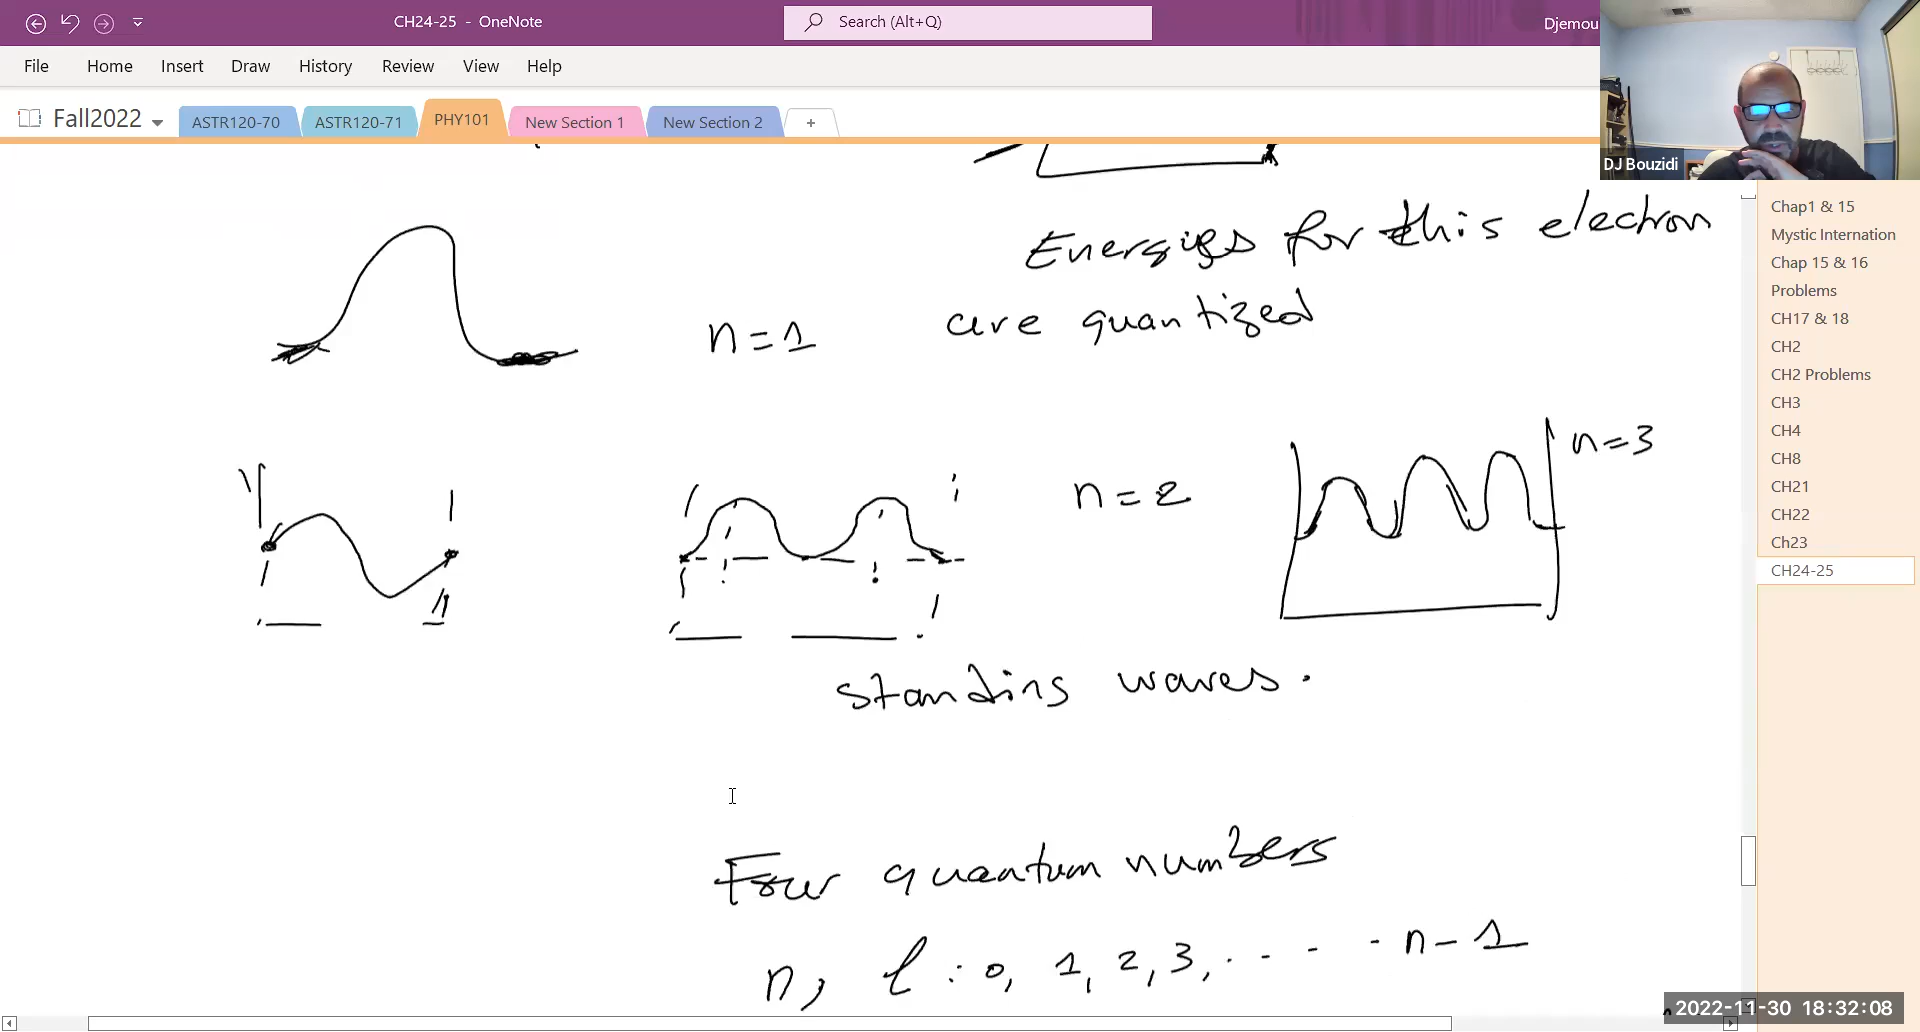 CH24-25 - OneNote
Search (Alt+Q)
Djemou
File Home Insert Draw History Review View Help
Fall2022
ASTR120-70
ASTR120-71
PHY101
New Section 1
New Section 2
+
DJ Bouzidi
Energies for this electron
are quantized
n=1
n=2
n=3
standing waves.
Four quantum numbers
n, l : 0, 1, 2, 3, . - - - n-1
Chap1 & 15
Mystic Internation
Chap 15 & 16
Problems
CH17 & 18
CH2
CH2 Problems
CH3
CH4
CH8
CH21
CH22
Ch23
CH24-25
2022-11-30 18:32:08